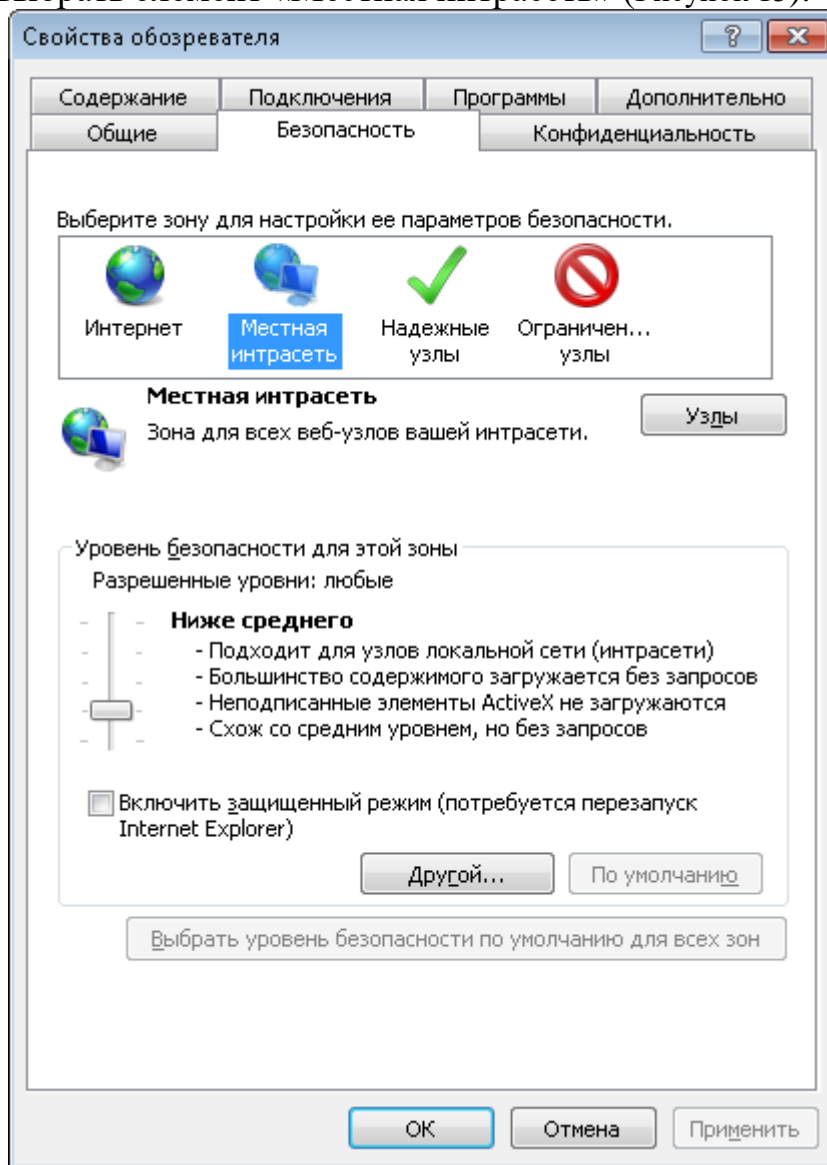 элемент «Местная интрасеть» (Рисунок
Свойства обозревателя
Содержание Подключения Программы Дополнительно
Общие Безопасность Конфиденциальность
Выберите зону для настройки ее параметров безопасности.
Интернет Местная интрасеть Надежные узлы Ограничен... узлы
Местная интрасеть
Зона для всех веб-узлов вашей интрасети.
Узлы
Уровень безопасности для этой зоны
Разрешенные уровни: любые
Ниже среднего
- Подходит для узлов локальной сети (интрасети)
- Большинство содержимого загружается без запросов
- Неподписанные элементы ActiveX не загружаются
- Схож со средним уровнем, но без запросов
Включить защищенный режим (потребуется перезапуск
Internet Explorer)
Другой... По умолчанию
Выбрать уровень безопасности по умолчанию для всех зон
ОК Отмена Применить